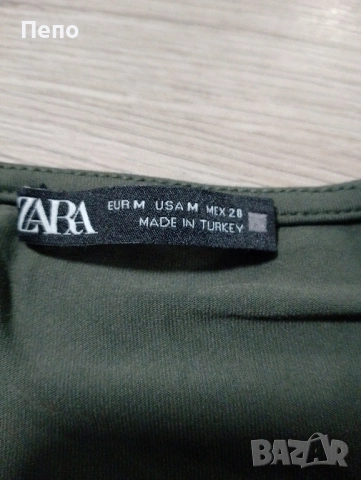 Пепо
ZARA
EUR M USA M MEX 28
MADE IN TURKEY
BAZAR